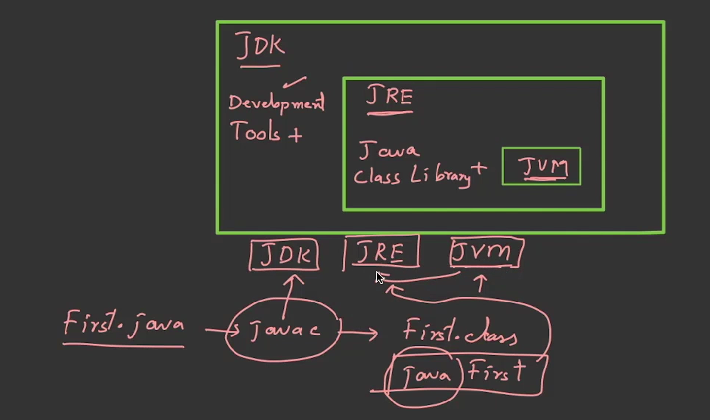 JDK
Development
Tools +
JRE
Java
Class Library +
JVM
JDK JRE JVM
First.java javac First.class
java First